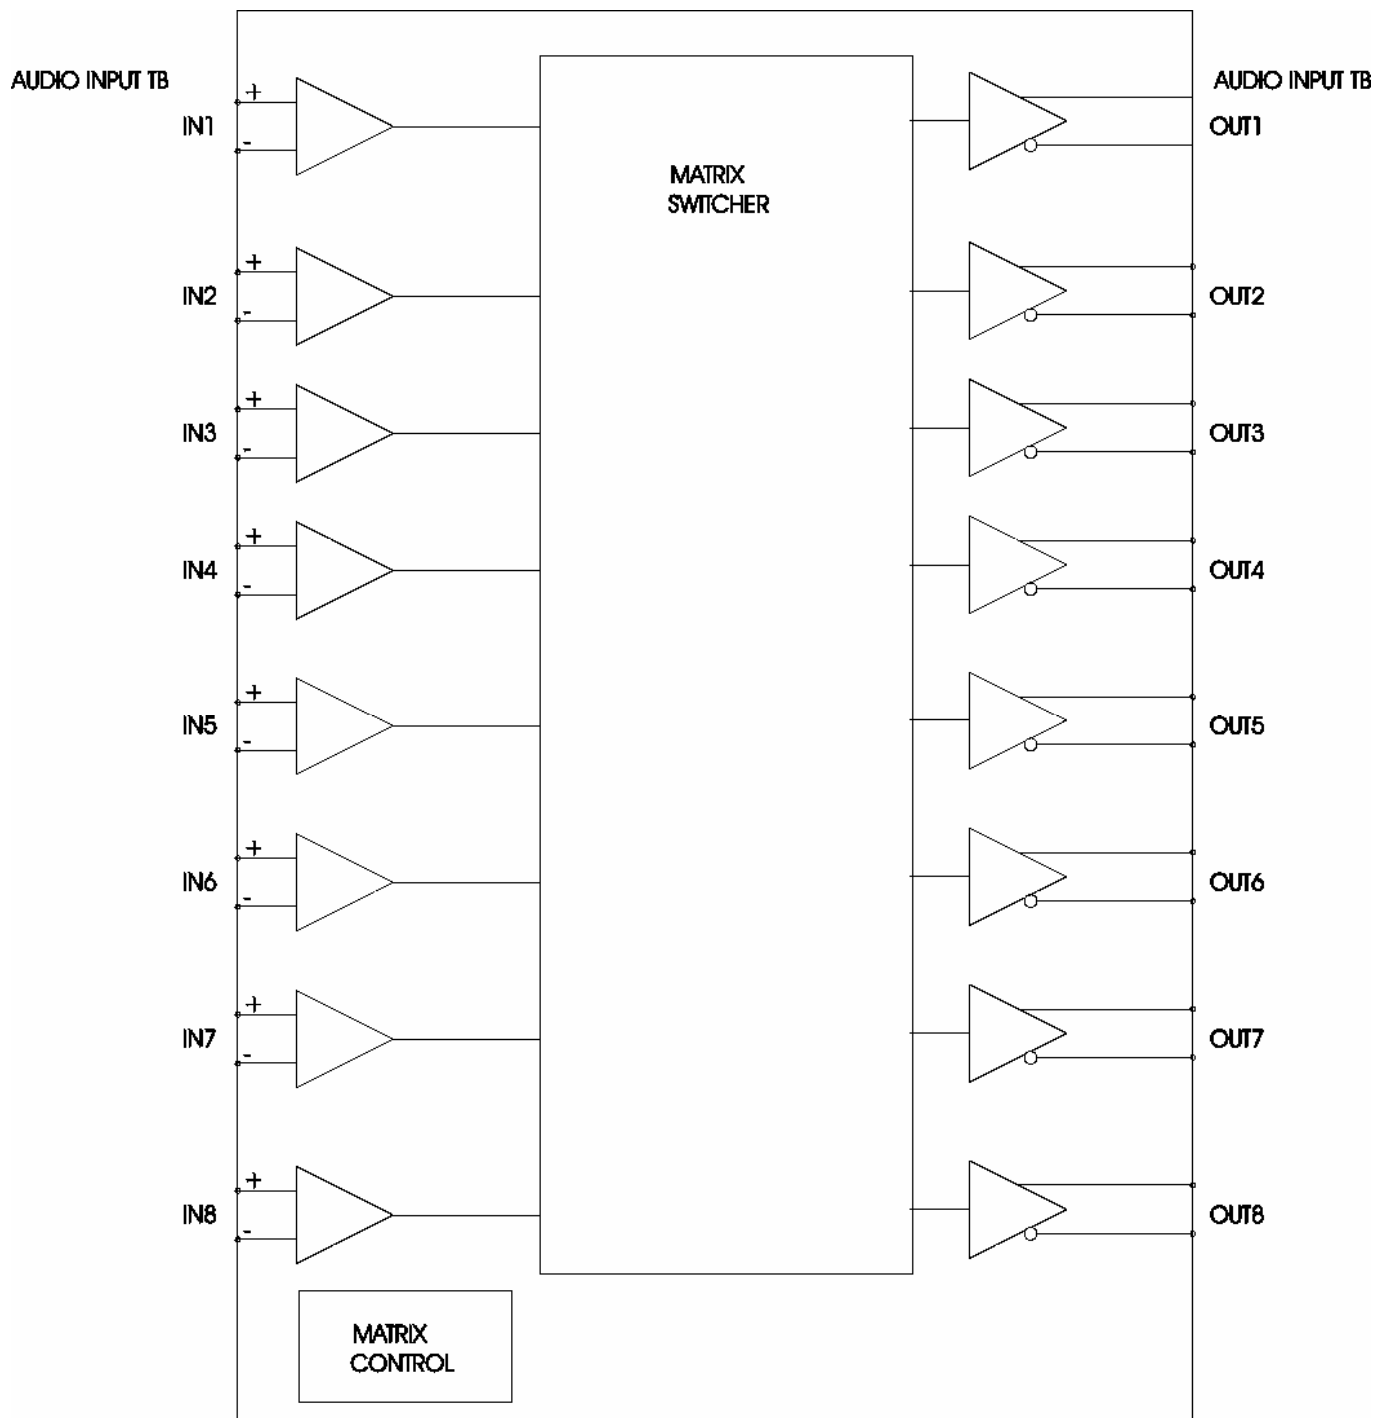 AUDIO INPUT TB
AUDIO INPUT TB
+
IN1
-
OUT1
MATRIX
SWITCHER
+
IN2
-
OUT2
+
IN3
-
OUT3
+
IN4
-
OUT4
+
IN5
-
OUT5
+
IN6
-
OUT6
+
IN7
-
OUT7
+
IN8
-
OUT8
MATRIX
CONTROL